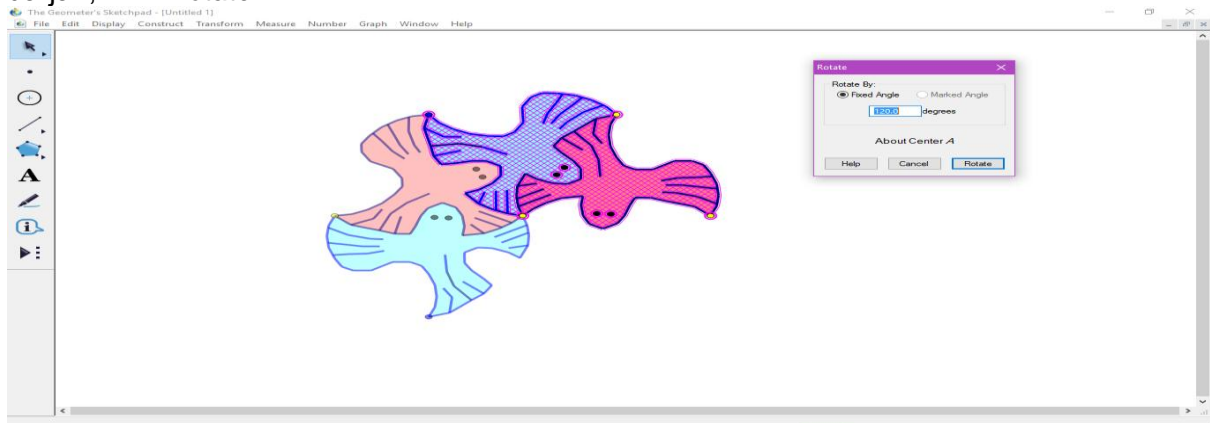 The Geometer's Sketchpad - [Untitled 1]
File Edit Display Construct Transform Measure Number Graph Window Help
A
Rotate
Rotate By:
Fixed Angle Marked Angle
120.0 degrees
About Center A
Help Cancel Rotate